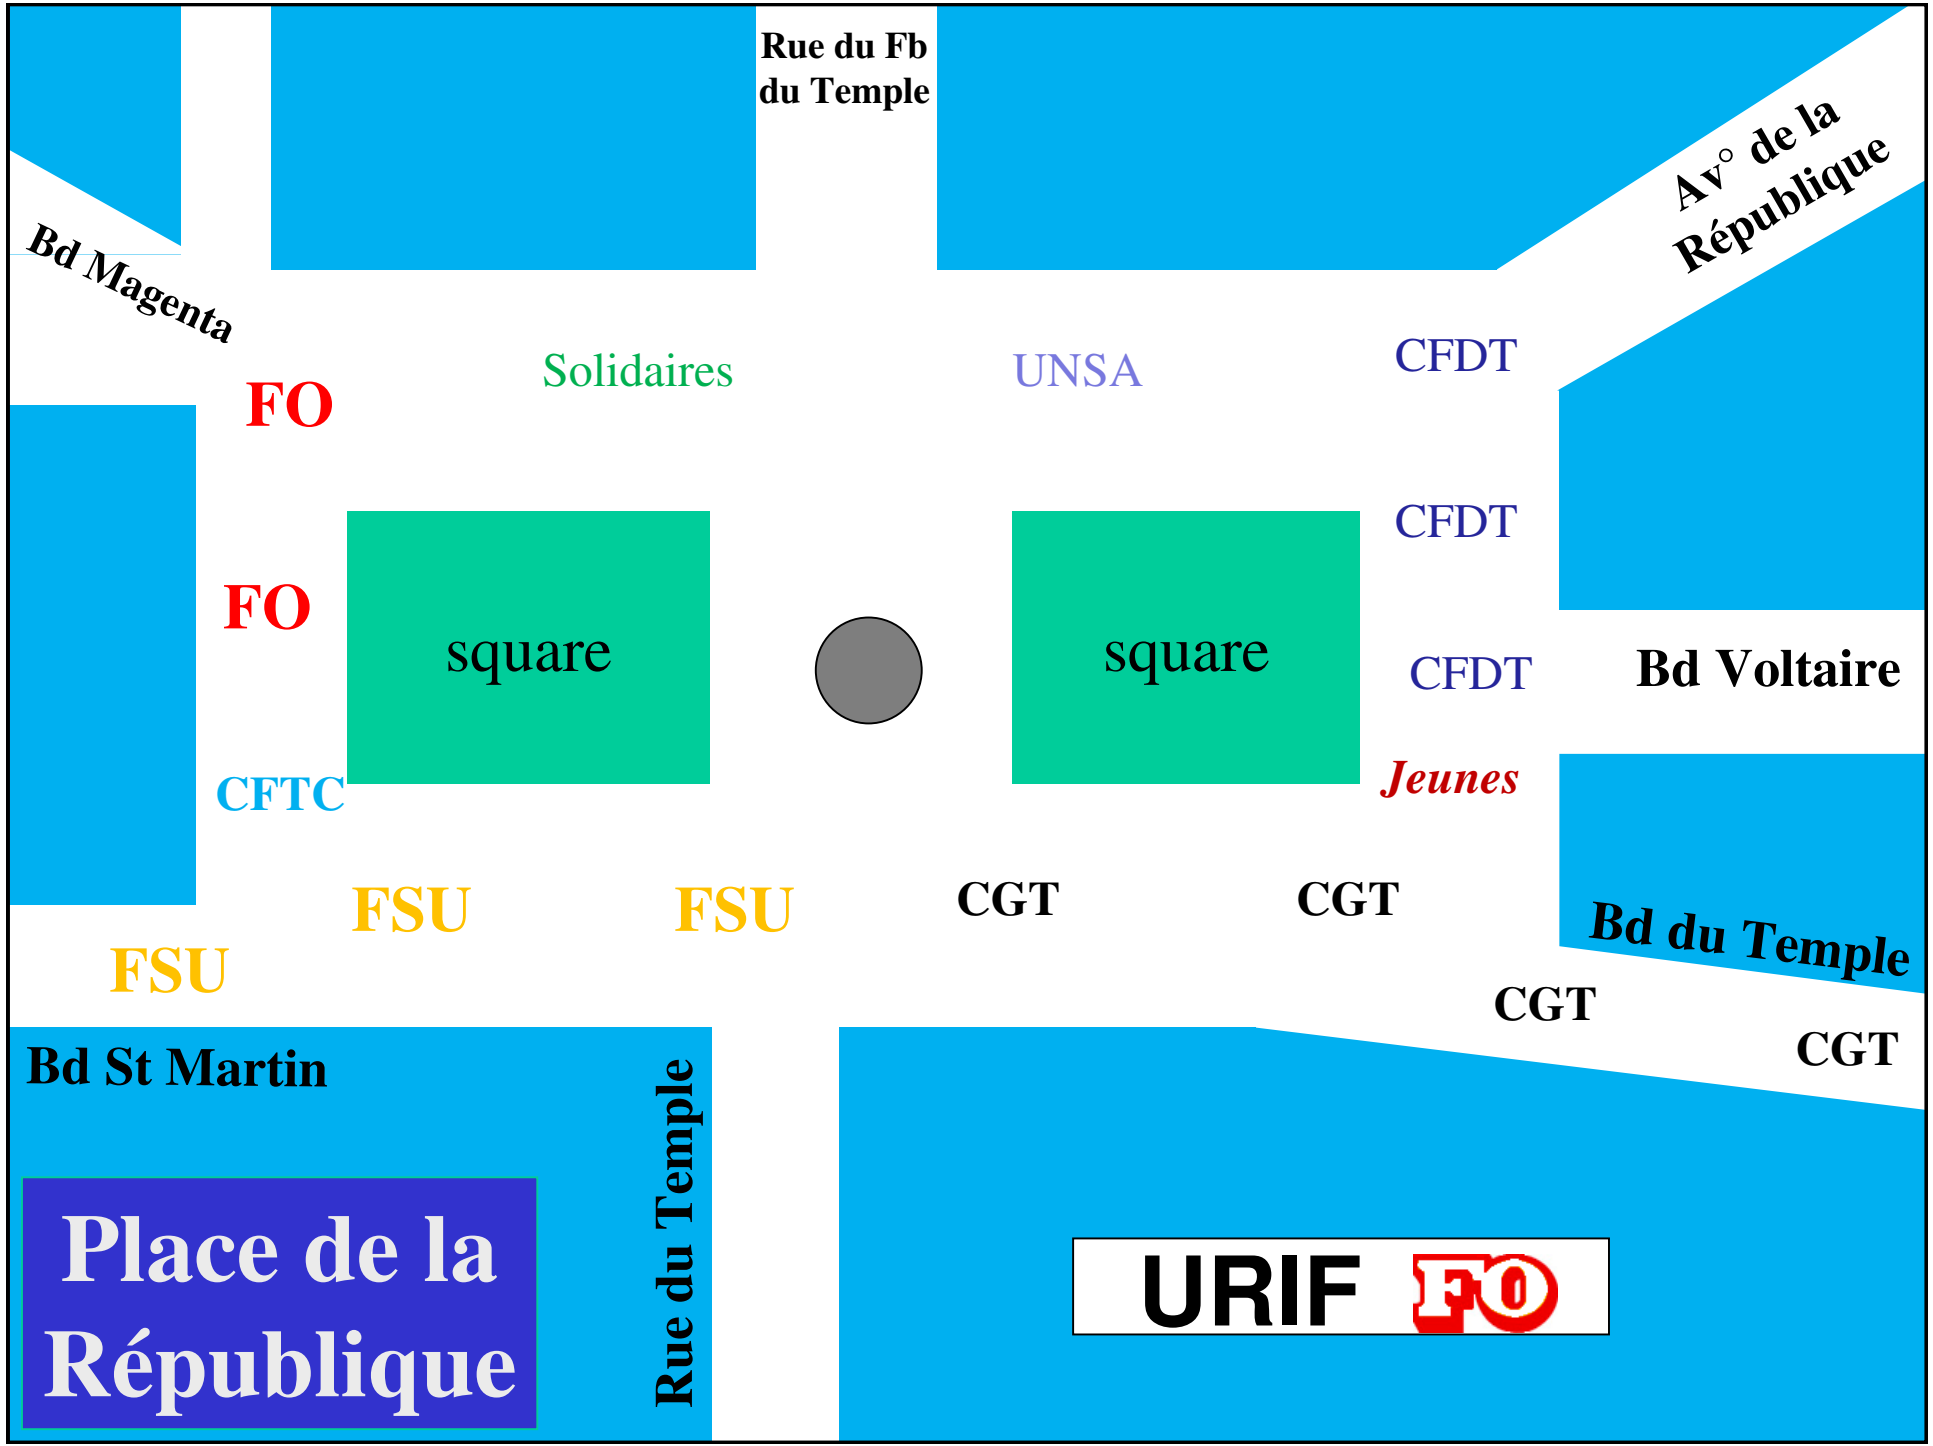 Rue du Fb
du Temple
Av° de la
République
Bd Magenta
Solidaires
UNSA
CFDT
FO
CFDT
FO
square
square
CFDT
Bd Voltaire
CFTC
Jeunes
FSU
FSU
CGT
CGT
Bd du Temple
FSU
CGT
CGT
Bd St Martin
Rue du Temple
Place de la
République
URIF FO